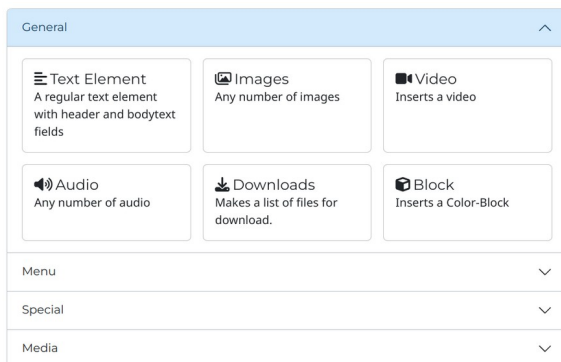 General
Text Element
A regular text element
with header and bodytext
fields
Images
Any number of images
Video
Inserts a video
Audio
Any number of audio
Downloads
Makes a list of files for
download.
Block
Inserts a Color-Block
Menu
Special
Media